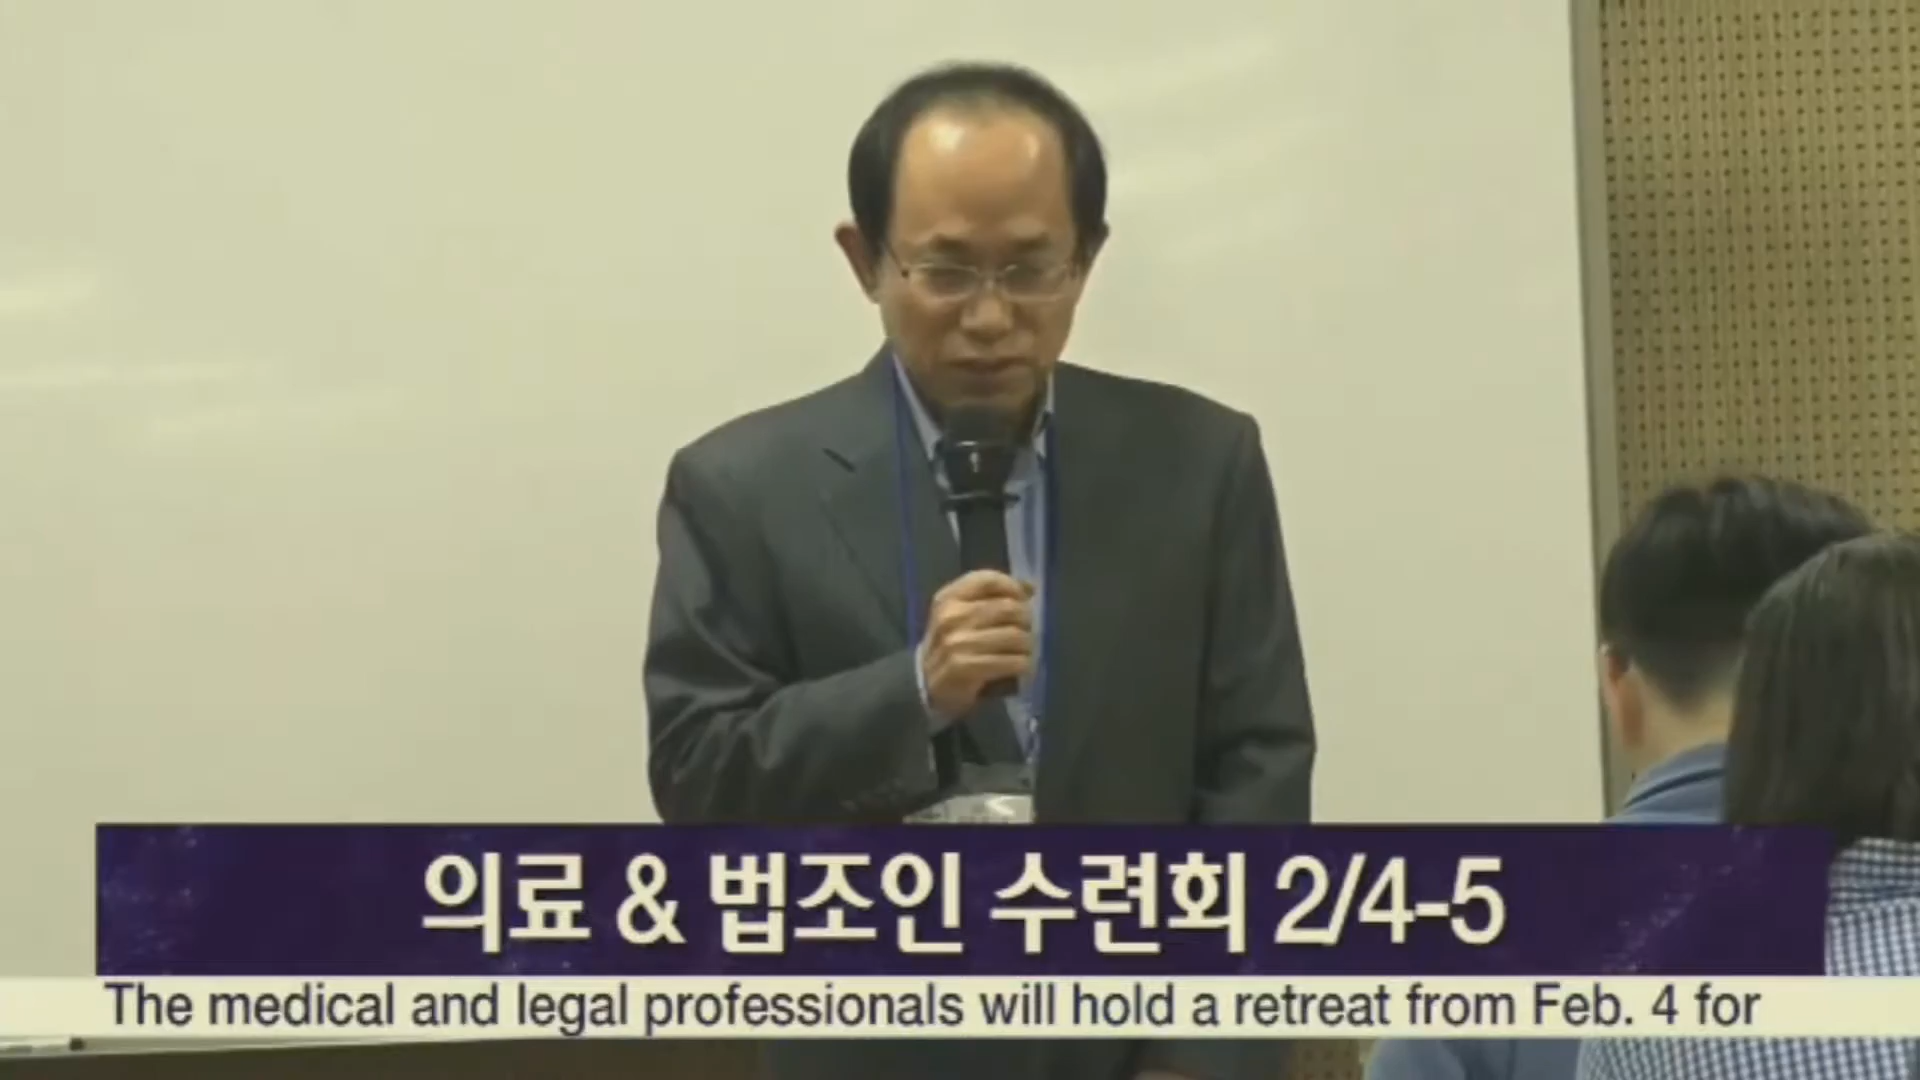 의료 & 법조인 수련회 2/4-5
The medical and legal professionals will hold a retreat from Feb. 4 for